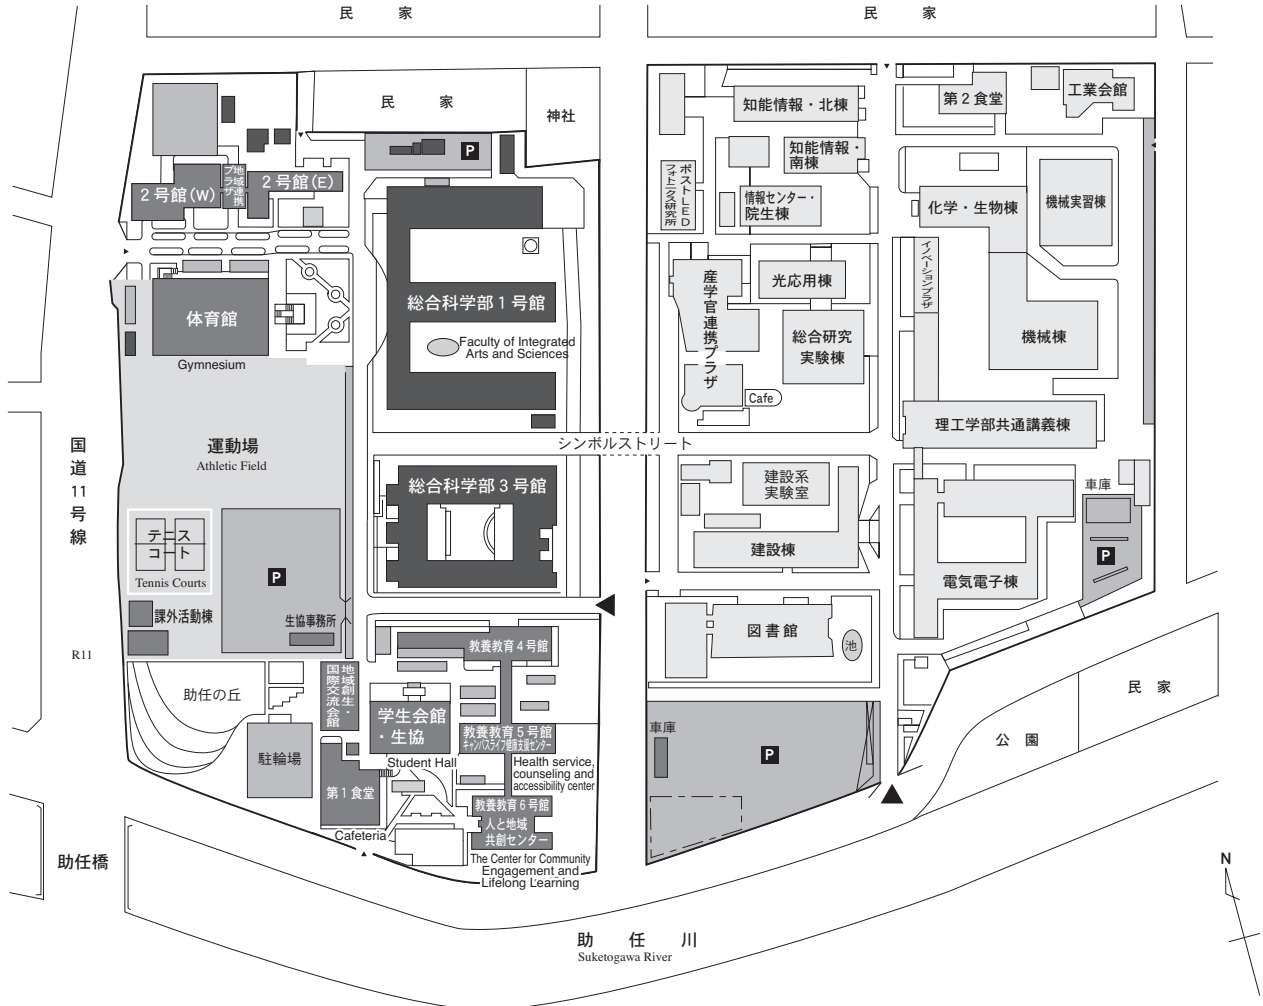 民 家
民 家
民 家
神社
P
2号館(W)
地域連携
プラザ
2号館(E)
総合科学部1号館
Faculty of Integrated
Arts and Sciences
体育館
Gymnesium
運動場
Athletic Field
国道11号線
R11
テニス
コート
Tennis Courts
P
課外活動棟
生協事務所
総合科学部3号館
シンボルストリート
助任の丘
駐輪場
地域創生・
国際交流会館
学生会館
・生協
Student Hall
第1食堂
Cafeteria
教養教育4号館
教養教育5号館
キャンパスライフ健康支援センター
Health service,
counseling and
accessibility center
教養教育6号館
人と地域
共創センター
The Center for Community
Engagement and
Lifelong Learning
知能情報・北棟
知能情報・
南棟
ポストLED
フォトニクス研究所
情報センター・
院生棟
第2食堂
工業会館
化学・生物棟
機械実習棟
イノベーションプラザ
機械棟
産学官連携プラザ
光応用棟
総合研究
実験棟
Cafe
理工学部共通講義棟
建設系
実験室
建設棟
車庫
P
電気電子棟
図書館
池
車庫
P
公園
民 家
助任橋
助 任 川
Suketogawa River
N